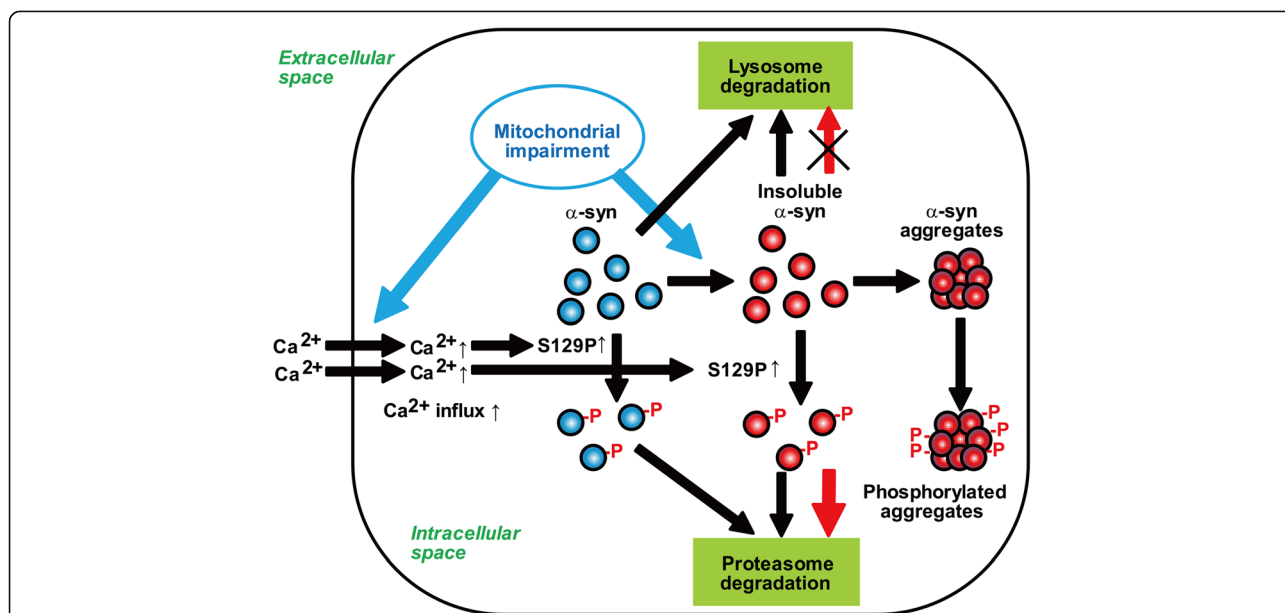 Extracellular
space
Lysosome
degradation
Mitochondrial
impairment
Insoluble
α-syn
α-syn
α-syn
aggregates
Ca2+
Ca2+↑
S129P↑
Ca2+
Ca2+↑
S129P↑
Ca2+ influx ↑
-P
-P
-P
-P
-P
-P
-P
P-
-P
P-
-P
Phosphorylated
aggregates
Intracellular
space
Proteasome
degradation